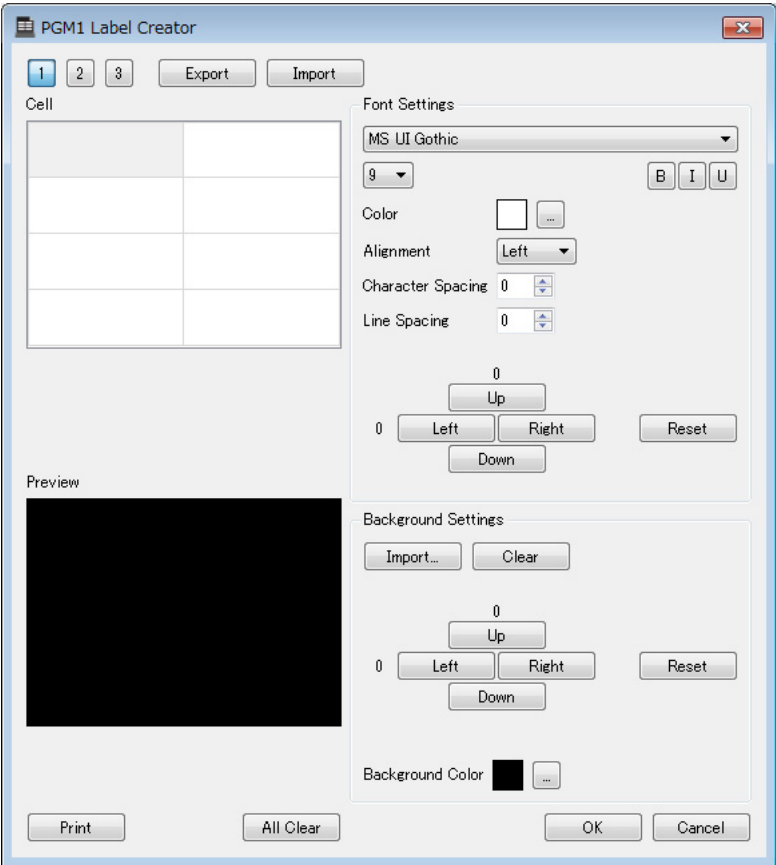 PGM1 Label Creator
1 2 3 Export Import
Cell
Font Settings
MS UI Gothic
9 B I U
Color ...
Alignment Left
Character Spacing 0
Line Spacing 0
0
Up
0 Left Right Reset
Down
Preview
Background Settings
Import... Clear
0
Up
0 Left Right Reset
Down
Background Color ...
Print All Clear OK Cancel